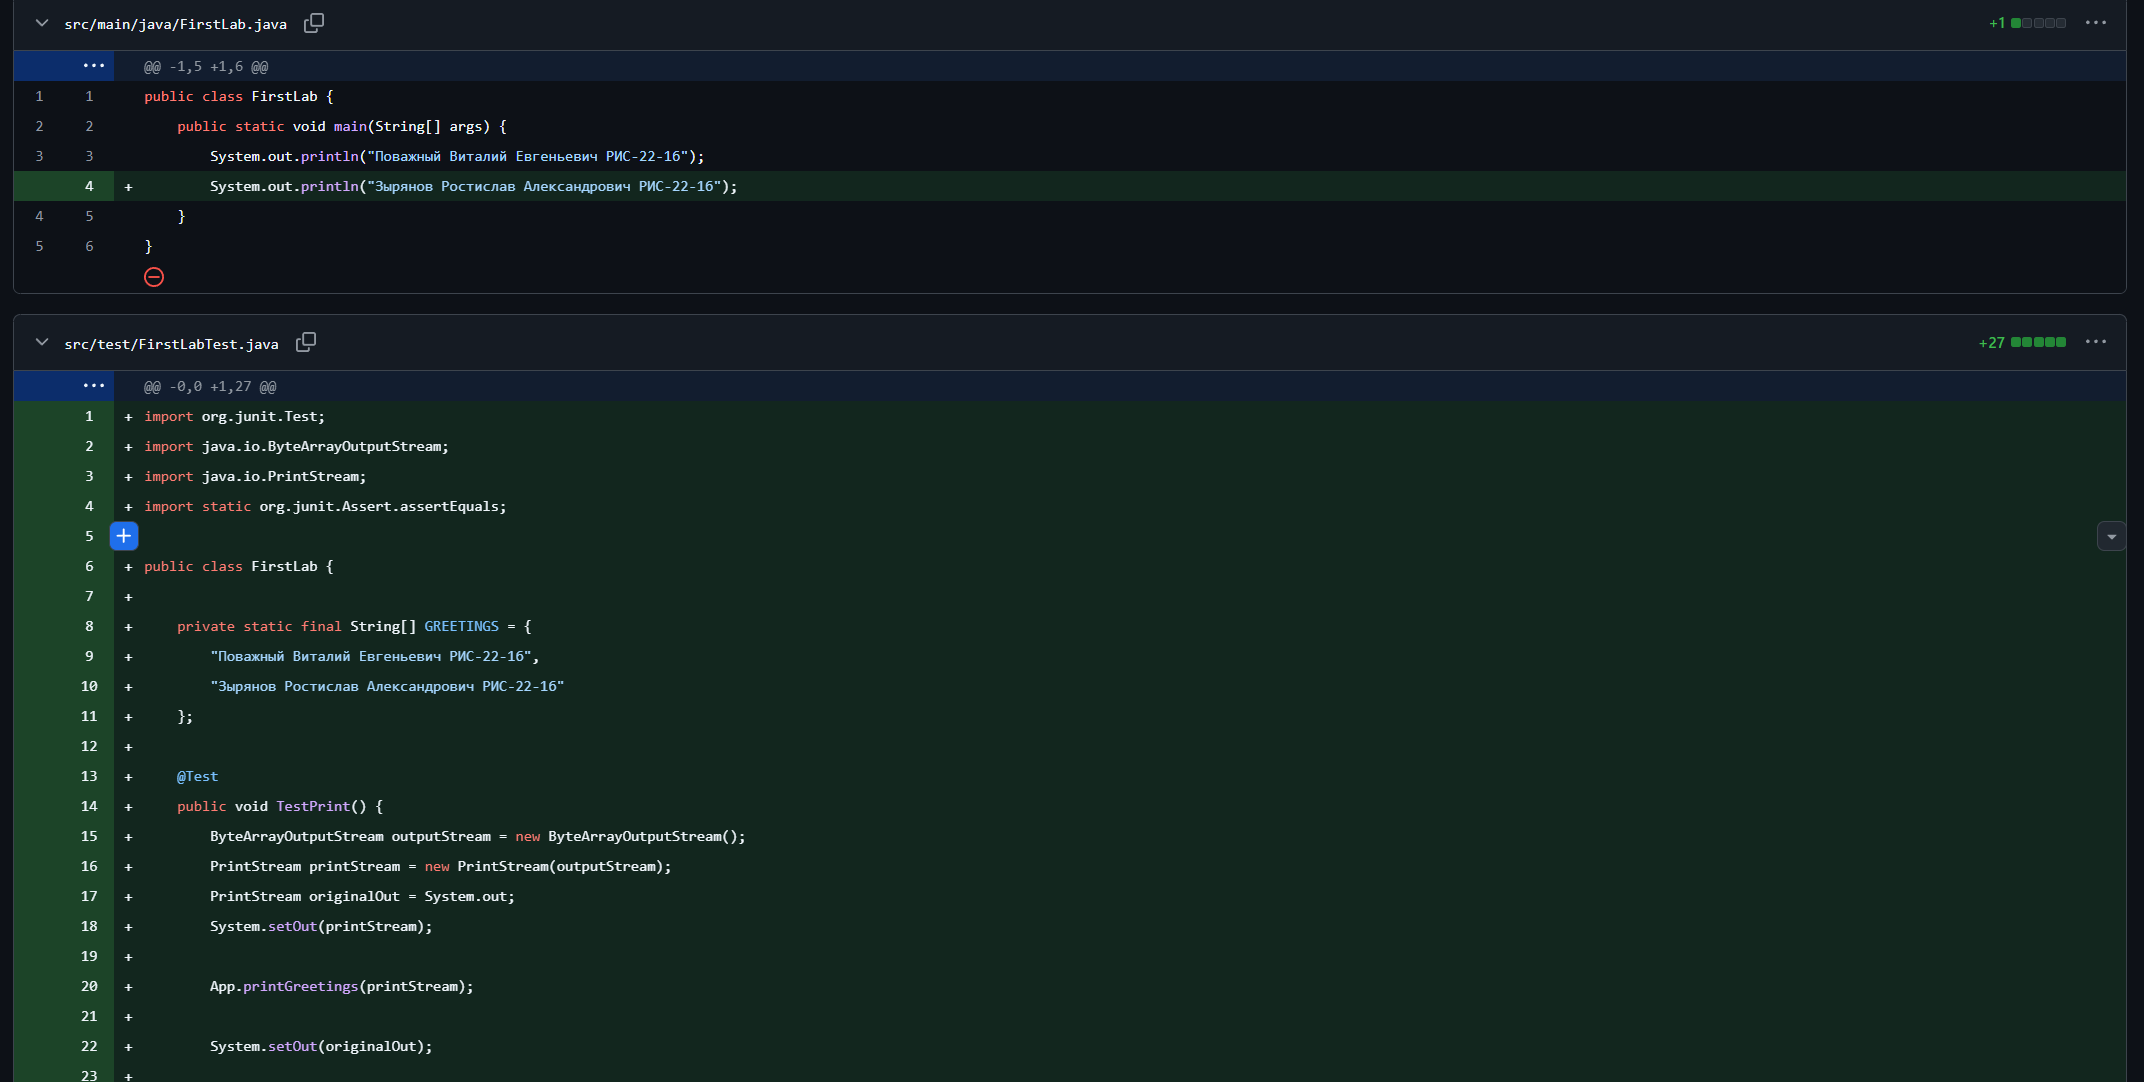 src/main/java/FirstLab.java +1
@@ -1,5 +1,6 @@
1 1 public class FirstLab {
2 2 public static void main(String[] args) {
3 3 System.out.println("Поважный Виталий Евгеньевич РИС-22-1б");
4 + System.out.println("Зырянов Ростислав Александрович РИС-22-1б");
4 5 }
5 6 }
src/test/FirstLabTest.java +27
@@ -0,0 +1,27 @@
1 + import org.junit.Test;
2 + import java.io.ByteArrayOutputStream;
3 + import java.io.PrintStream;
4 + import static org.junit.Assert.assertEquals;
5 +
6 + public class FirstLab {
7 +
8 + private static final String[] GREETINGS = {
9 + "Поважный Виталий Евгеньевич РИС-22-1б",
10 + "Зырянов Ростислав Александрович РИС-22-1б"
11 + };
12 +
13 + @Test
14 + public void TestPrint() {
15 + ByteArrayOutputStream outputStream = new ByteArrayOutputStream();
16 + PrintStream printStream = new PrintStream(outputStream);
17 + PrintStream originalOut = System.out;
18 + System.setOut(printStream);
19 +
20 + App.printGreetings(printStream);
21 +
22 + System.setOut(originalOut);
23 +